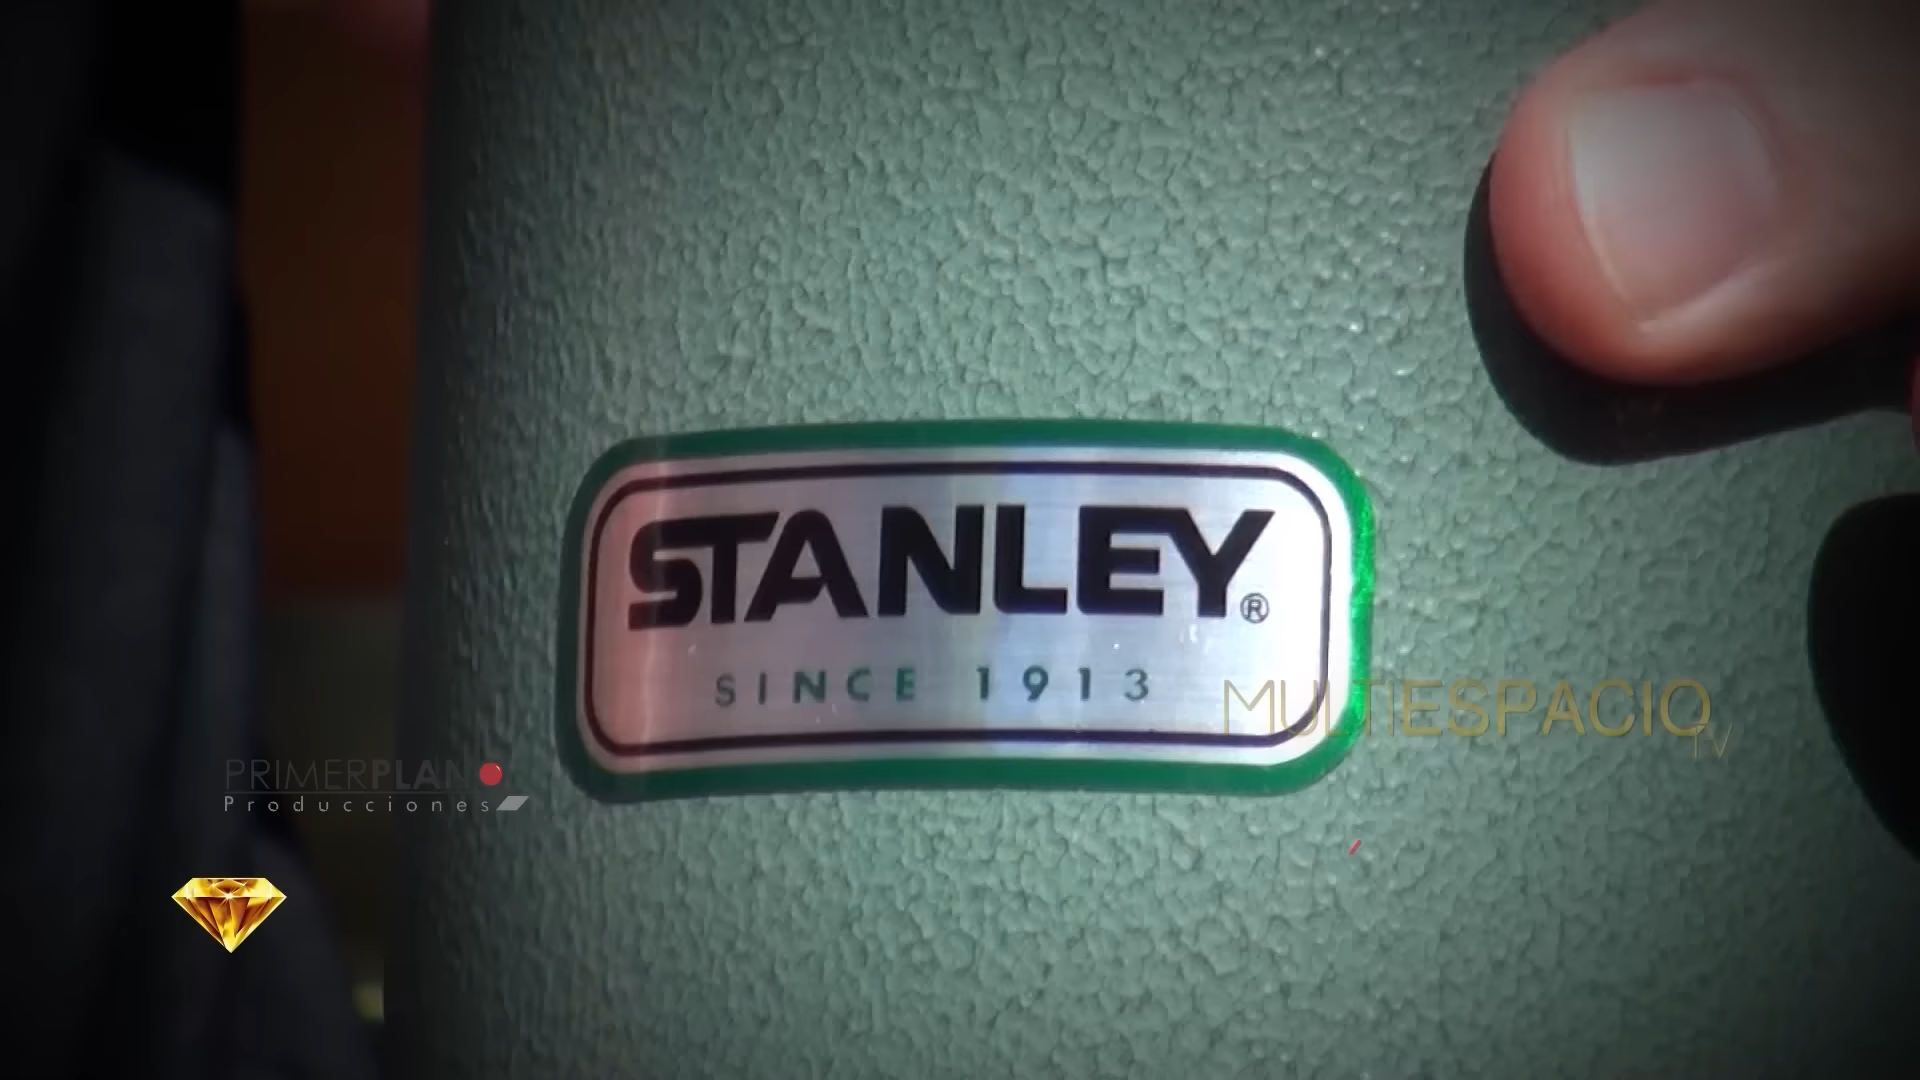 STANLEY®
SINCE 1913
MULTIESPACIO
TV
PRIMERPLANO
Producciones